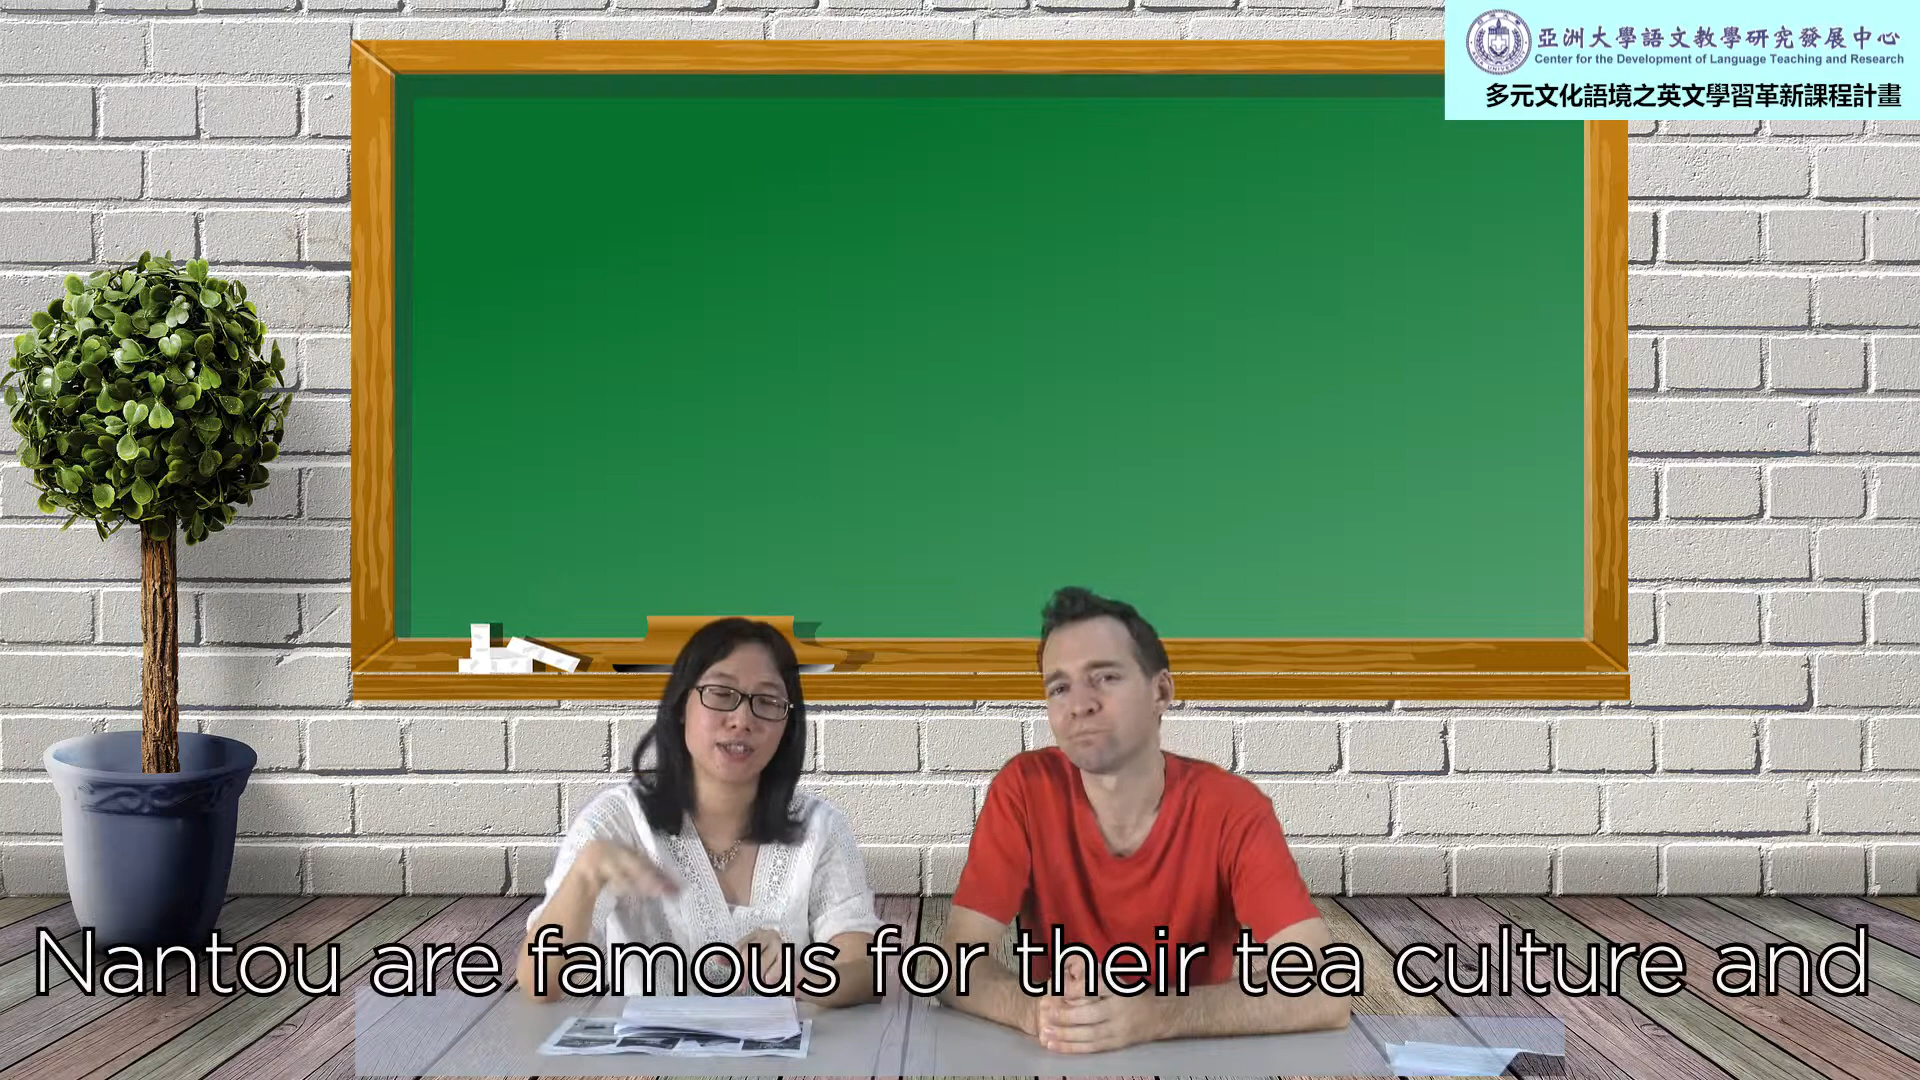 亞洲大學語文教學研究發展中心
Center for the Development of Language Teaching and Research
多元文化語境之英文學習革新課程計畫
Nantou are famous for their tea culture and